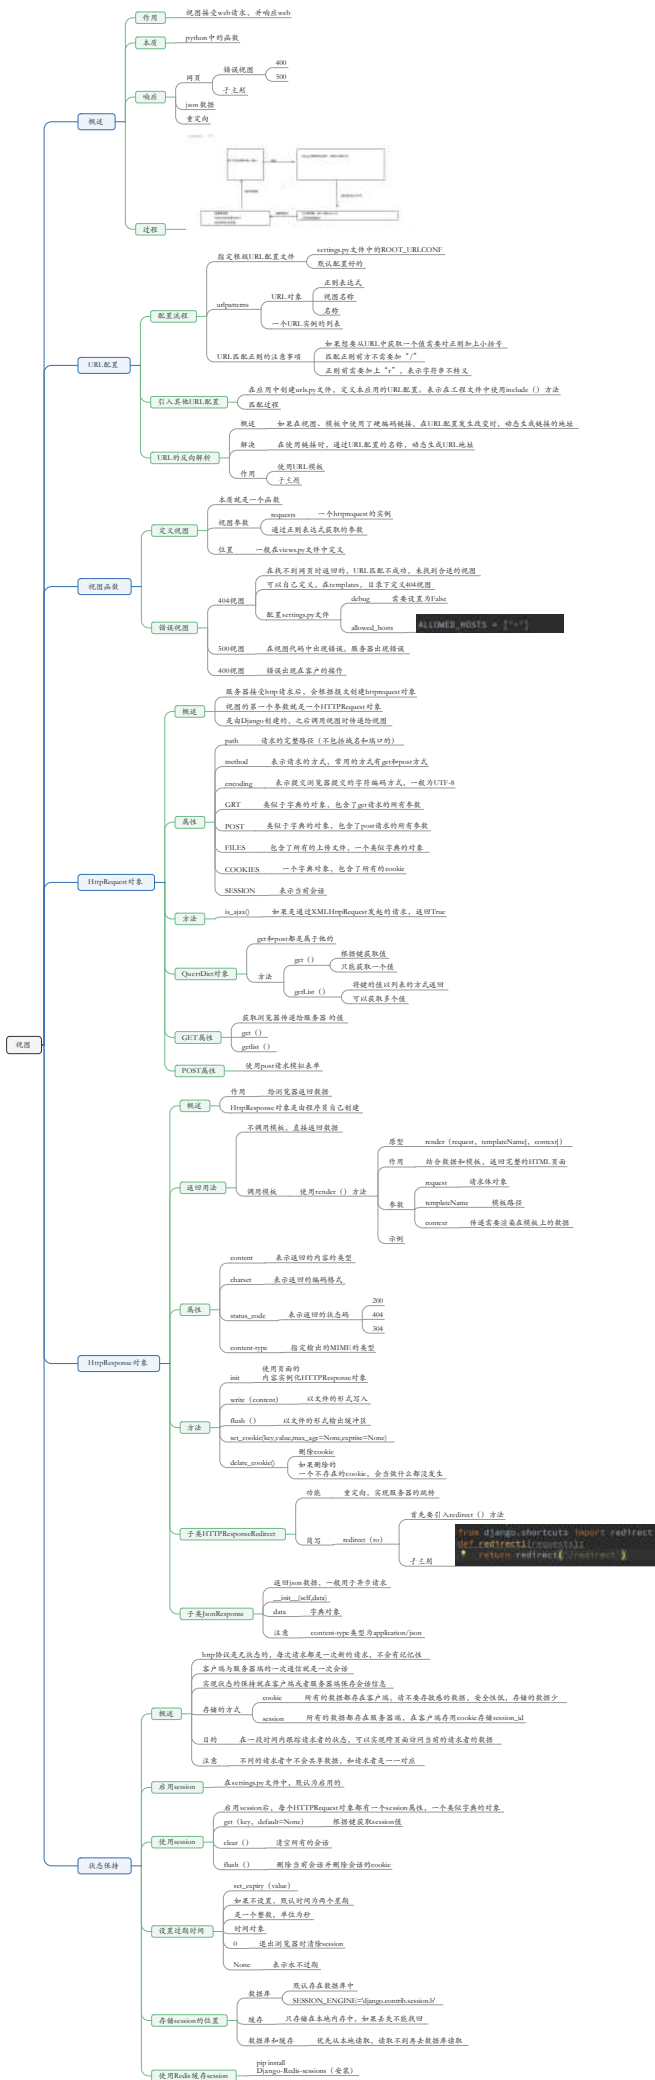 作用
视图接受web请求，并响应web
本质
python中的函数
响应
网页
错误视图
400
500
子主题
json数据
重定向
概述
过程
URL配置
配置流程
指定根级URL配置文件
settings.py文件中的ROOT_URLCONF
默认配置好的
urlpatterns
URL对象
正则表达式
视图名称
名称
一个URL实例的列表
URL匹配正则的注意事项
如果想要从URL中获取一个值需要对正则加上小括号
匹配正则前方不需要加“/”
正则前需要加上“r”，表示字符串不转义
引入其他URL配置
在应用中创建urls.py文件，定义本应用的URL配置。表示在工程文件中使用include（）方法
匹配过程
URL的反向解析
概述
如果在视图、模板中使用了硬编码链接，在URL配置发生改变时，动态生成链接的地址
解决
在使用链接时，通过URL配置的名称，动态生成URL地址
作用
使用URL模板
子主题
视图函数
定义视图
本质就是一个函数
视图参数
requests
一个httprequest的实例
通过正则表达式获取的参数
位置
一般在views.py文件中定义
错误视图
404视图
在找不到网页时返回的，URL匹配不成功，未找到合适的视图
可以自己定义，在templates，目录下定义404视图
配置settings.py文件
debug
需要设置为False
allowed_hosts
ALLOWED_HOSTS = ["*"]
500视图
在视图代码中出现错误，服务器出现错误
400视图
错误出现在客户的操作
HttpRequest对象
概述
服务器接受http请求后，会根据报文创建httprequest对象
视图的第一个参数就是一个HTTPRequest对象
是由Django创建的，之后调用视图时传递给视图
属性
path
请求的完整路径（不包括域名和端口的）
method
表示请求的方式，常用的方式有get和post方式
encoding
表示提交浏览器提交的字符编码方式，一般为UTF-8
GRT
类似于字典的对象，包含了get请求的所有参数
POST
类似于字典的对象，包含了post请求的所有参数
FILES
包含了所有的上传文件，一个类似字典的对象
COOKIES
一个字典对象，包含了所有的cookie
SESSION
表示当前会话
方法
is_ajax()
如果是通过XMLHttpRequest发起的请求，返回True
QuertDict对象
get和post都是属于他的
方法
get（）
根据键获取值
只能获取一个值
getList（）
将键的值以列表的方式返回
可以获取多个值
GET属性
获取浏览器传递给服务器 的值
get（）
getlist（）
POST属性
使用post请求模拟表单
视图
HttpResponse对象
概述
作用
给浏览器返回数据
HttpResponse对象是由程序员自己创建
返回用法
不调用模板，直接返回数据
调用模板
使用render（）方法
原型
render（request，templateName[，context]）
作用
结合数据和模板，返回完整的HTML页面
参数
request
请求体对象
templateName
模板路径
context
传递需要渲染在模板上的数据
示例
属性
content
表示返回的内容的类型
charset
表示返回的编码格式
status_code
表示返回的状态码
200
404
304
content-type
指定输出的MIME的类型
方法
init
使用页面的
内容实例化HTTPResponse对象
write（content）
以文件的形式写入
flush（）
以文件的形式输出缓冲区
set_cookie(key,value,max_age=None,exprise=None)
delate_cookie()
删除cookie
如果删除的
一个不存在的cookie，会当做什么都没发生
子类HTTPResponseRedirect
功能
重定向，实现服务器的跳转
简写
redirect（to）
首先要引入redirect（）方法
子主题
from django.shortcuts import redirect
def redirect1(requests):
return redirect('/redirect')
子类JsonResponse
返回json数据，一般用于异步请求
__init__(self,data)
data
字典对象
注意
content-type类型为application/json
状态保持
概述
http协议是无状态的，每次请求都是一次新的请求，不会有记忆性
客户端与服务器端的一次通信就是一次会话
实现状态的保持就在客户端或者服务器端保存会话信息
存储的方式
cookie
所有的数据都存在客户端，请不要存敏感的数据，安全性低，存储的数据少
session
所有的数据都存在服务器端，在客户端存用cookie存储session_id
目的
在一段时间内跟踪请求者的状态，可以实现跨页面访问当前的请求者的数据
注意
不同的请求者中不会共享数据，和请求者是一一对应
启用session
在settings.py文件中，默认为启用的
使用session
启用session后，每个HTTPRequest对象都有一个session属性，一个类似字典的对象
get（key，default=None）
根据键获取session值
clear（）
清空所有的会话
flush（）
删除当前会话并删除会话的cookie
设置过期时间
set_expity（value）
如果不设置，默认时间为两个星期
是一个整数，单位为秒
时间对象
0
退出浏览器时清除session
None
表示永不过期
存储session的位置
数据库
默认存在数据库中
SESSION_ENGINE='django.contrib.session.b'
缓存
只存储在本地内存中，如果丢失不能找回
数据库和缓存
优先从本地读取，读取不到再去数据库读取
使用Redis缓存session
pip install
Django-Redis-sessions（安装）